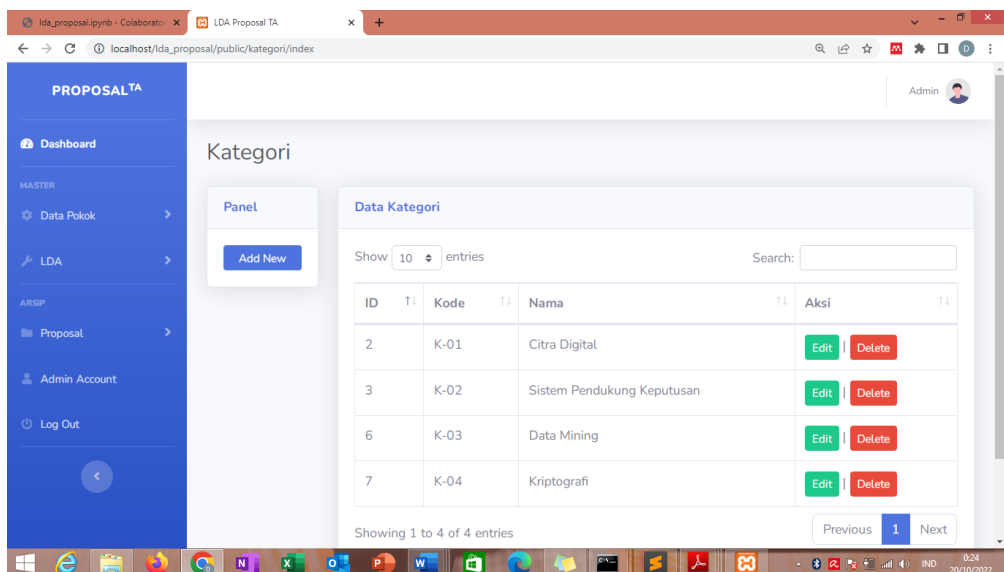 lda_proposal.ipynb - Colaborator
LDA Proposal TA
localhost/lda_proposal/public/kategori/index
D
PROPOSALTA
Admin
Dashboard
Kategori
MASTER
Data Pokok
LDA
ARSIP
Proposal
Admin Account
Log Out
Panel
Add New
Data Kategori
Show 10 entries
Search:
ID Kode Nama Aksi
2 K-01 Citra Digital Edit | Delete
3 K-02 Sistem Pendukung Keputusan Edit | Delete
6 K-03 Data Mining Edit | Delete
7 K-04 Kriptografi Edit | Delete
Showing 1 to 4 of 4 entries
Previous 1 Next
IND
0:24
20/10/2022